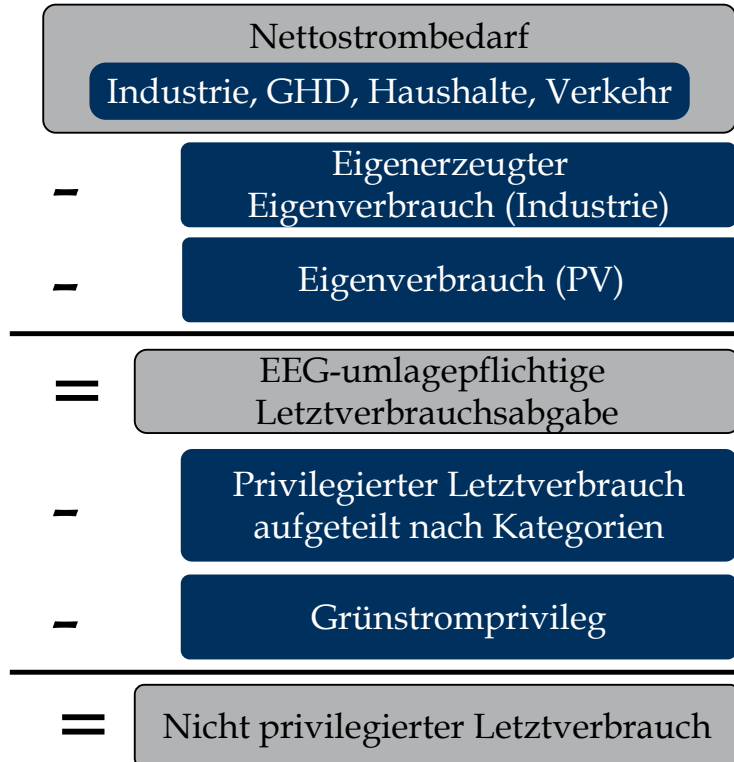 Nettostrombedarf
Industrie, GHD, Haushalte, Verkehr
- Eigenerzeugter
Eigenverbrauch (Industrie)
- Eigenverbrauch (PV)
= EEG-umlagepflichtige
Letztverbrauchsabgabe
- Privilegierter Letztverbrauch
aufgeteilt nach Kategorien
- Grünstromprivileg
= Nicht privilegierter Letztverbrauch